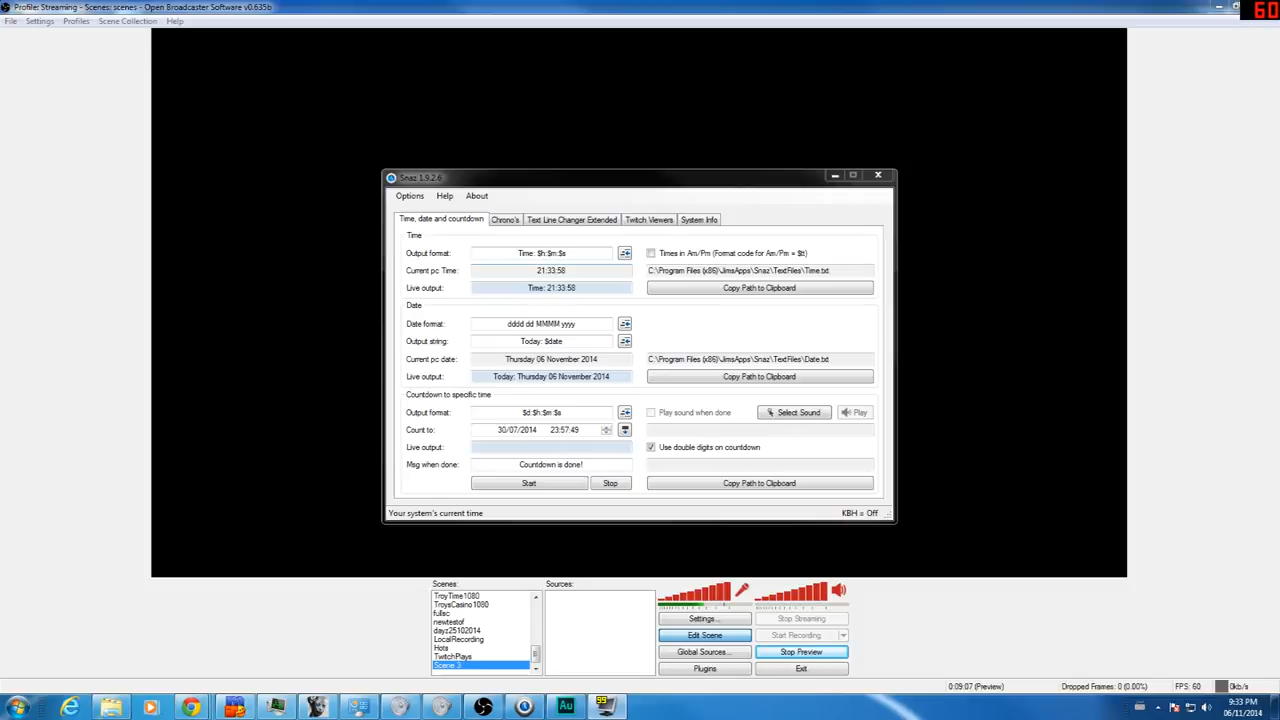 Profile: Streaming - Scenes: scenes - Open Broadcaster Software v0.635b
60
File Settings Profiles Scene Collection Help
Snaz 1.9.2.6
Options Help About
Time, date and countdown Chrono's Text Line Changer Extended Twitch Viewers System Info
Time
Output format: Time: $h:$m:$s Times in Am/Pm (Format code for Am/Pm = $tt)
Current pc Time: 21:33:58 C:\Program Files (x86)\JimsApps\Snaz\TextFiles\Time.txt
Live output: Time: 21:33:58 Copy Path to Clipboard
Date
Date format: dddd dd MMMM yyyy
Output string: Today: $date
Current pc date: Thursday 06 November 2014 C:\Program Files (x86)\JimsApps\Snaz\TextFiles\Date.txt
Live output: Today: Thursday 06 November 2014 Copy Path to Clipboard
Countdown to specific time
Output format: $d:$h:$m:$s Play sound when done Select Sound Play
Count to: 30/07/2014 23:57:49
Live output: Use double digits on countdown
Msg when done: Countdown is done!
Start Stop Copy Path to Clipboard
Your system's current time KBH = Off
Scenes: Sources:
TroyTime1080
TroysCasino1080
fullsc
newtestof
dayz25102014
LocalRecording
Hots
TwitchPlays
Scene 3
Settings... Stop Streaming
Edit Scene Start Recording
Global Sources... Stop Preview
Plugins Exit
0:09:07 (Preview) Dropped Frames: 0 (0.00%) FPS: 60 0kb/s
Au
9:33 PM
06/11/2014